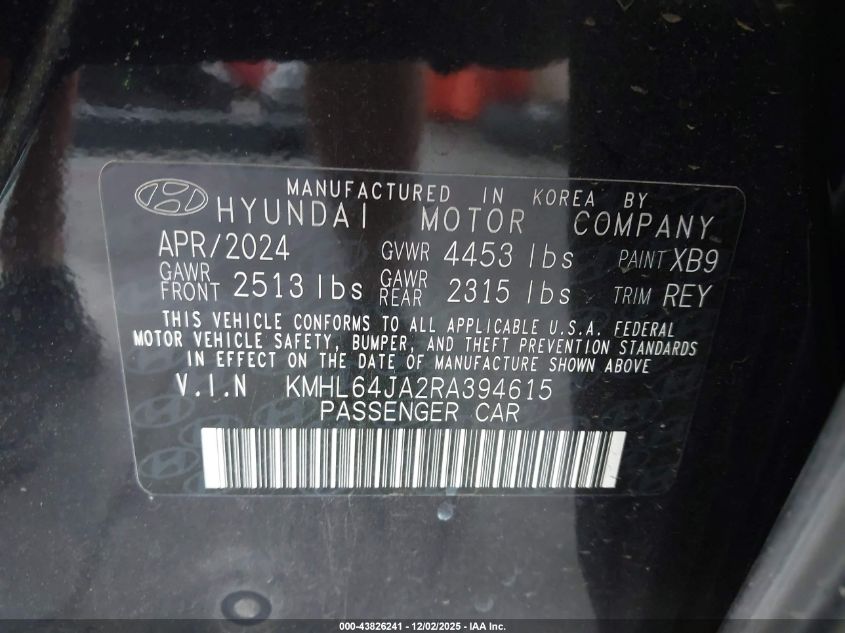 MANUFACTURED IN KOREA BY
HYUNDAI MOTOR COMPANY
APR/2024 GVWR 4453 lbs PAINT XB9
GAWR FRONT 2513 lbs GAWR REAR 2315 lbs TRIM REY
THIS VEHICLE CONFORMS TO ALL APPLICABLE U.S.A. FEDERAL
MOTOR VEHICLE SAFETY, BUMPER, AND THEFT PREVENTION STANDARDS
IN EFFECT ON THE DATE OF MANUFACTURE SHOWN ABOVE
V.I.N KMHL64JA2RA394615
PASSENGER CAR
000-43826241 - 12/02/2025 - IAA Inc.